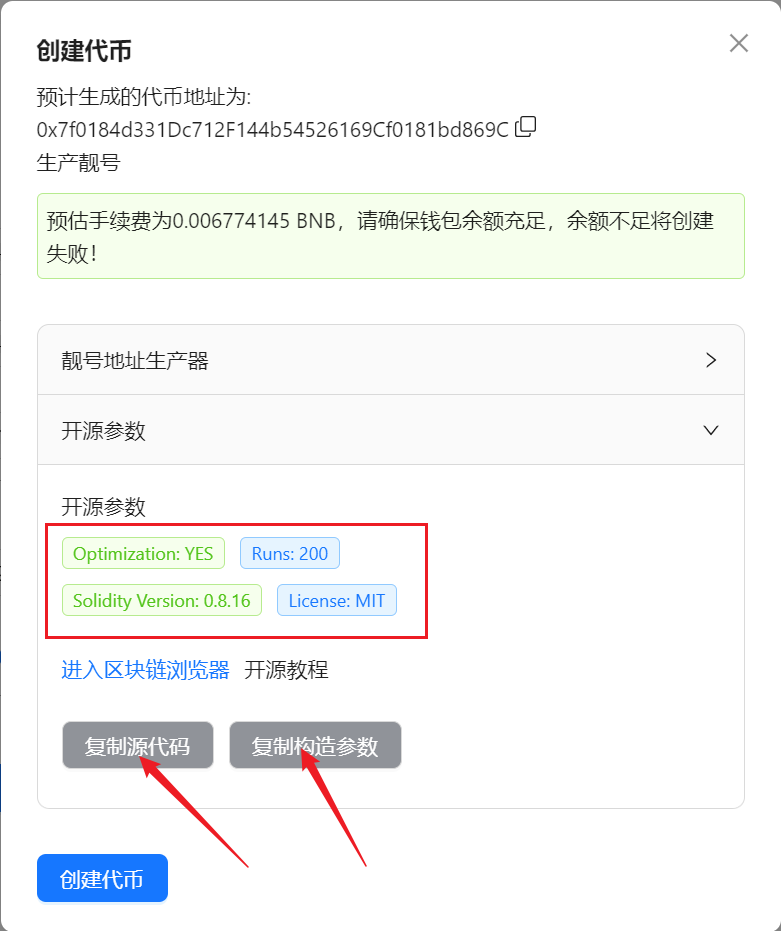 创建代币
预计生成的代币地址为:
0x7f0184d331Dc712F144b54526169Cf0181bd869C
生产靓号
预估手续费为0.006774145 BNB，请确保钱包余额充足，余额不足将创建
失败！
靓号地址生产器
开源参数
开源参数
Optimization: YES Runs: 200
Solidity Version: 0.8.16 License: MIT
进入区块链浏览器 开源教程
复制源代码 复制构造参数
创建代币